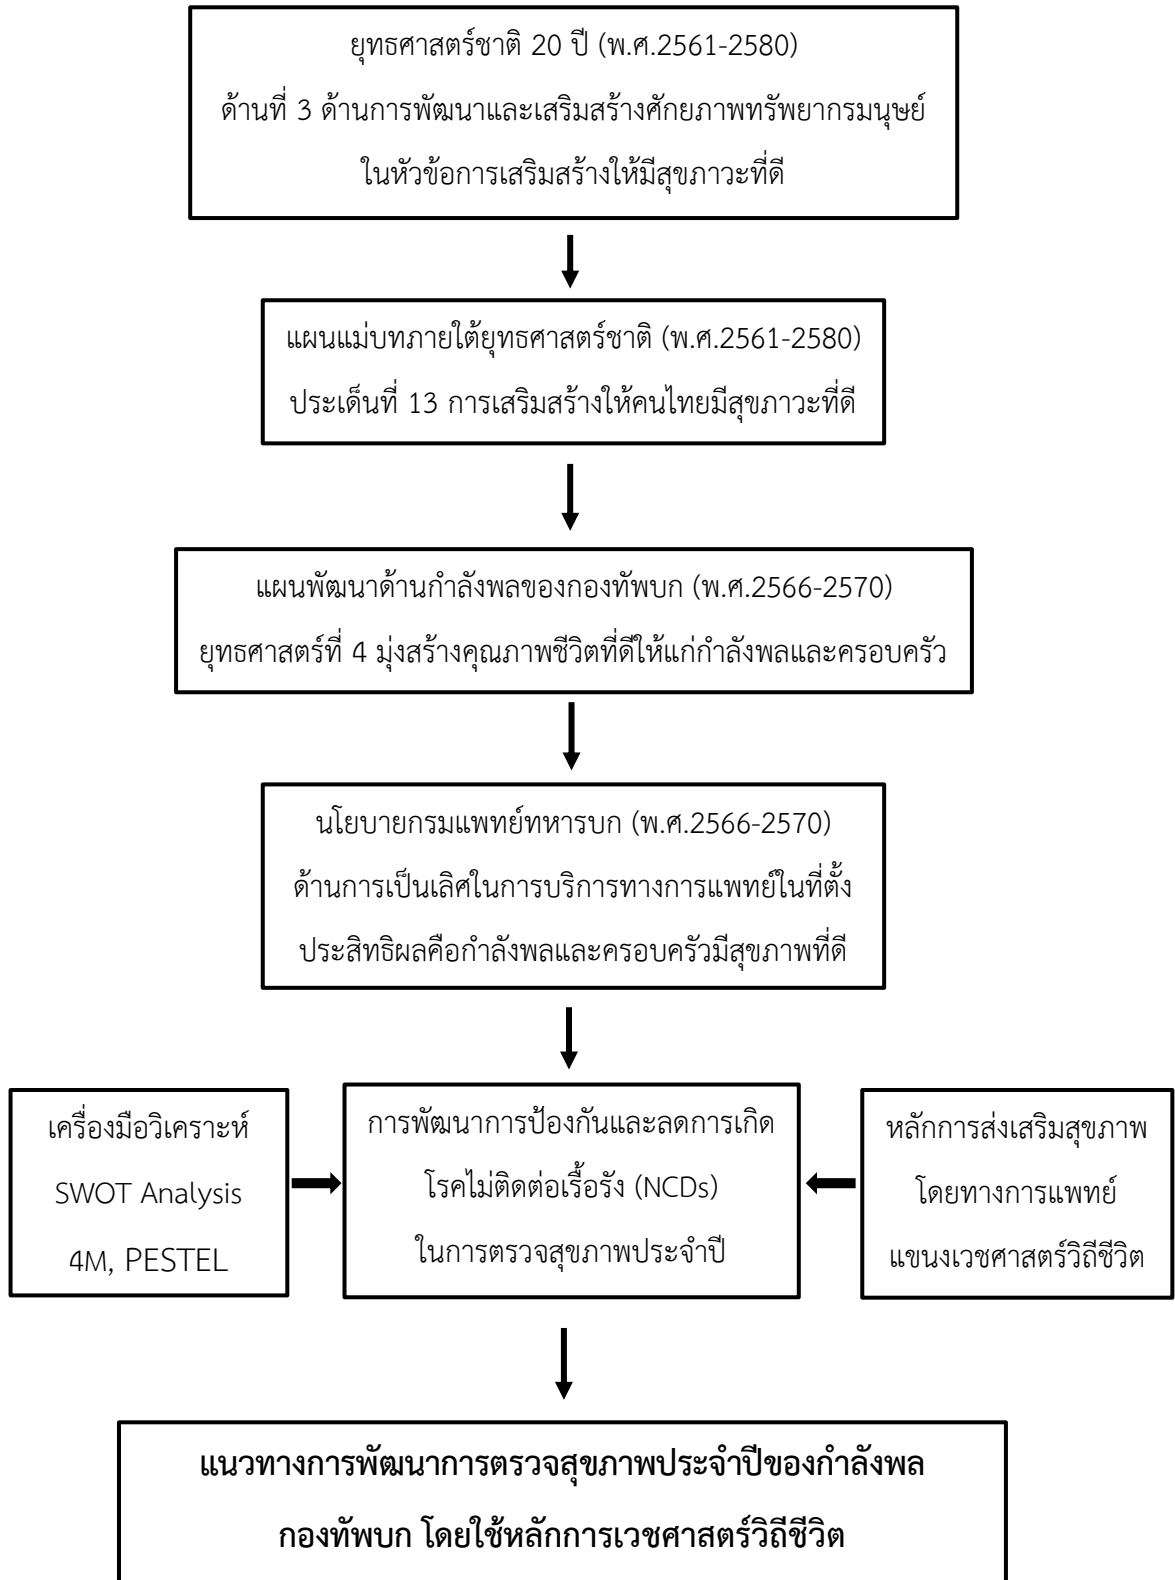 ยุทธศาสตร์ชาติ 20 ปี (พ.ศ.2561-2580)
ด้านที่ 3 ด้านการพัฒนาและเสริมสร้างศักยภาพทรัพยากรมนุษย์
ในหัวข้อการเสริมสร้างให้มีสุขภาวะที่ดี
แผนแม่บทภายใต้ยุทธศาสตร์ชาติ (พ.ศ.2561-2580)
ประเด็นที่ 13 การเสริมสร้างให้คนไทยมีสุขภาวะที่ดี
แผนพัฒนาด้านกำลังพลของกองทัพบก (พ.ศ.2566-2570)
ยุทธศาสตร์ที่ 4 มุ่งสร้างคุณภาพชีวิตที่ดีให้แก่กำลังพลและครอบครัว
นโยบายกรมแพทย์ทหารบก (พ.ศ.2566-2570)
ด้านการเป็นเลิศในการบริการทางการแพทย์ในที่ตั้ง
ประสิทธิผลคือกำลังพลและครอบครัวมีสุขภาพที่ดี
เครื่องมือวิเคราะห์
SWOT Analysis
4M, PESTEL
การพัฒนาการป้องกันและลดการเกิด
โรคไม่ติดต่อเรื้อรัง (NCDs)
ในการตรวจสุขภาพประจำปี
หลักการส่งเสริมสุขภาพ
โดยทางการแพทย์
แขนงเวชศาสตร์วิถีชีวิต
แนวทางการพัฒนาการตรวจสุขภาพประจำปีของกำลังพล
กองทัพบก โดยใช้หลักการเวชศาสตร์วิถีชีวิต